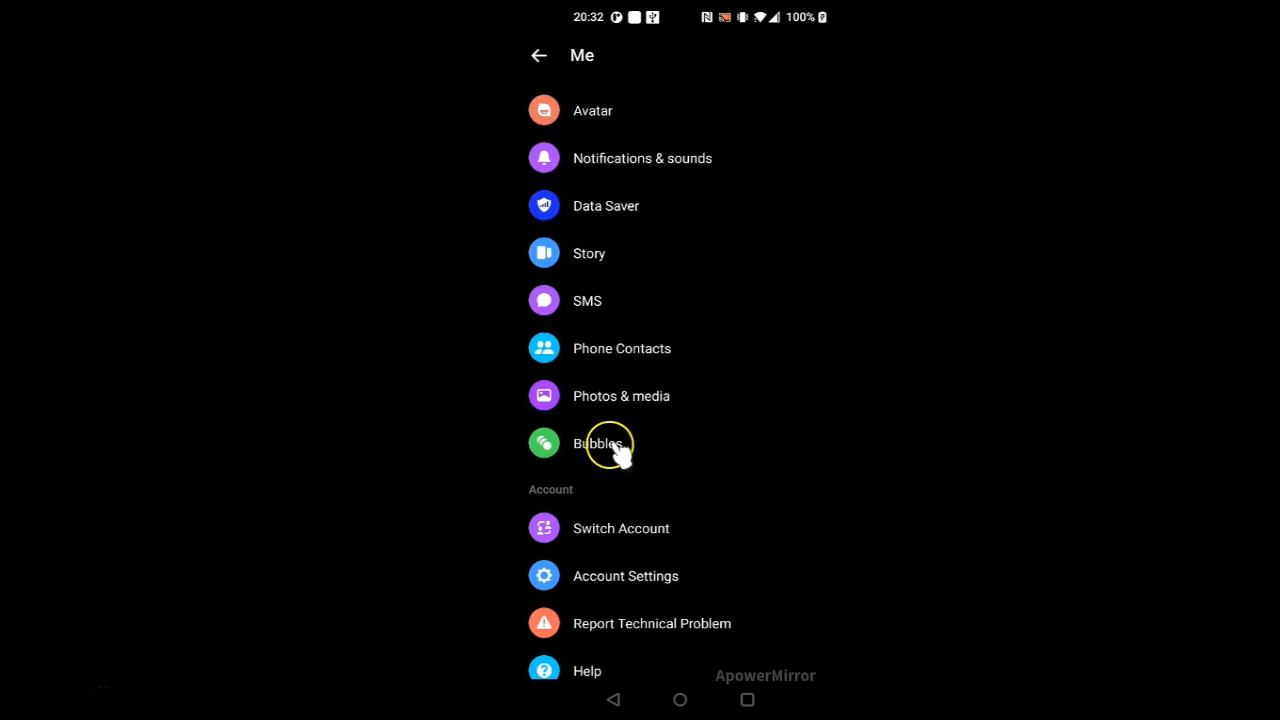 20:32 100%
Me
Avatar
Notifications & sounds
Data Saver
Story
SMS
Phone Contacts
Photos & media
Bubbles
Account
Switch Account
Account Settings
Report Technical Problem
Help
ApowerMirror